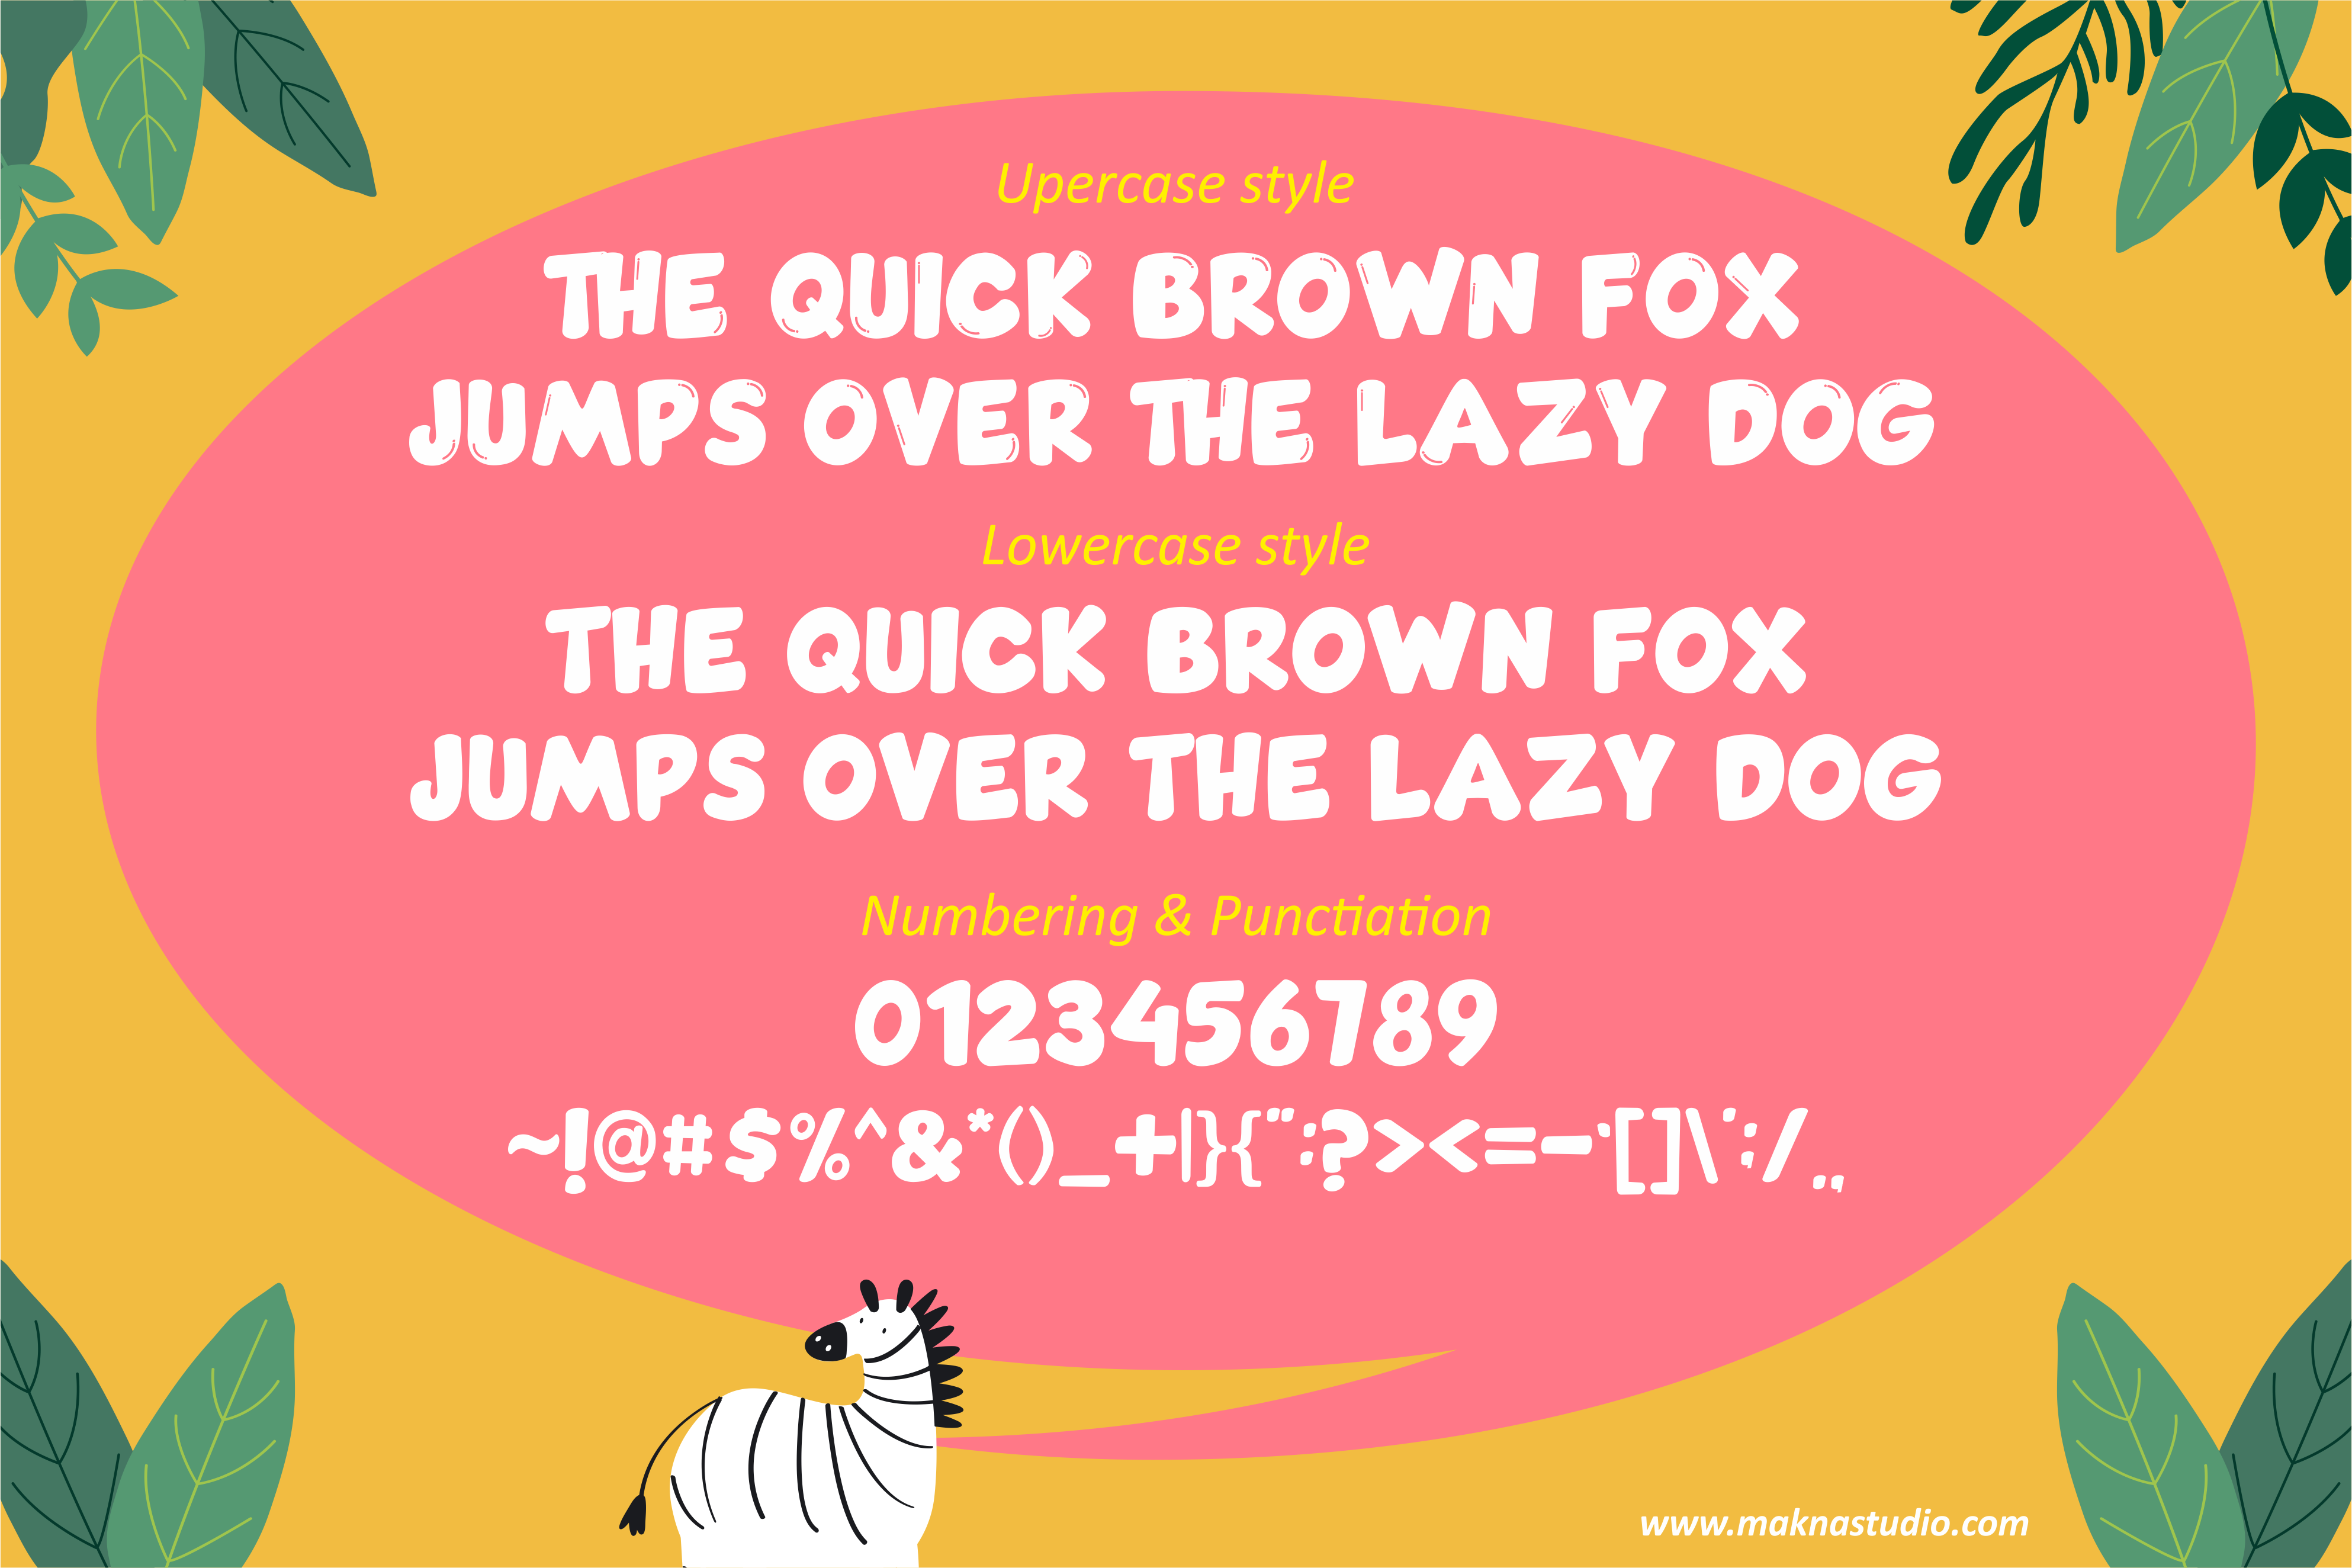 Upercase style
THE QUICK BROWN FOX
JUMPS OVER THE LAZY DOG
Lowercase style
THE QUICK BROWN FOX
JUMPS OVER THE LAZY DOG
Numbering & Punctiation
0123456789
~!@#$%^&*()_+|}{":?><=-`[]\';/.,
www.maknastudio.com